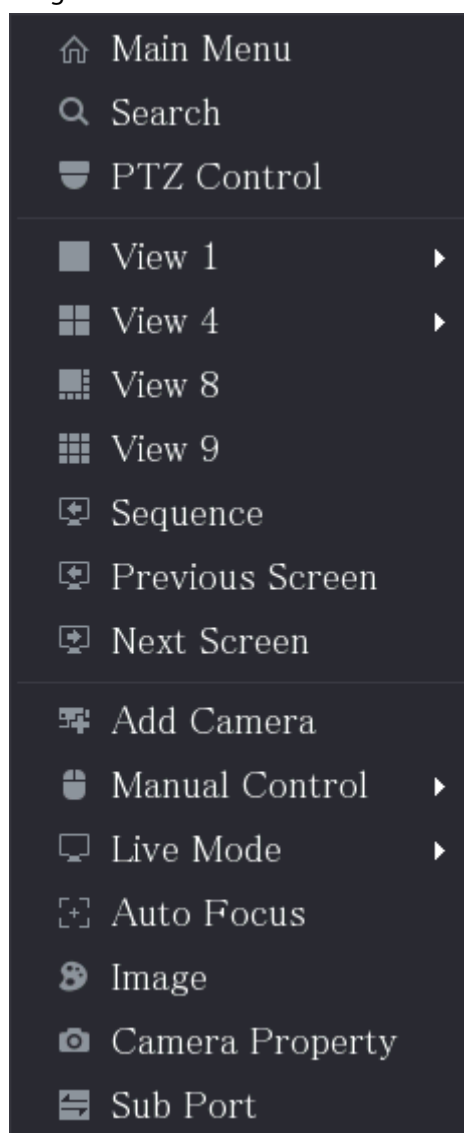 Main Menu
Search
PTZ Control
View 1
View 4
View 8
View 9
Sequence
Previous Screen
Next Screen
Add Camera
Manual Control
Live Mode
Auto Focus
Image
Camera Property
Sub Port